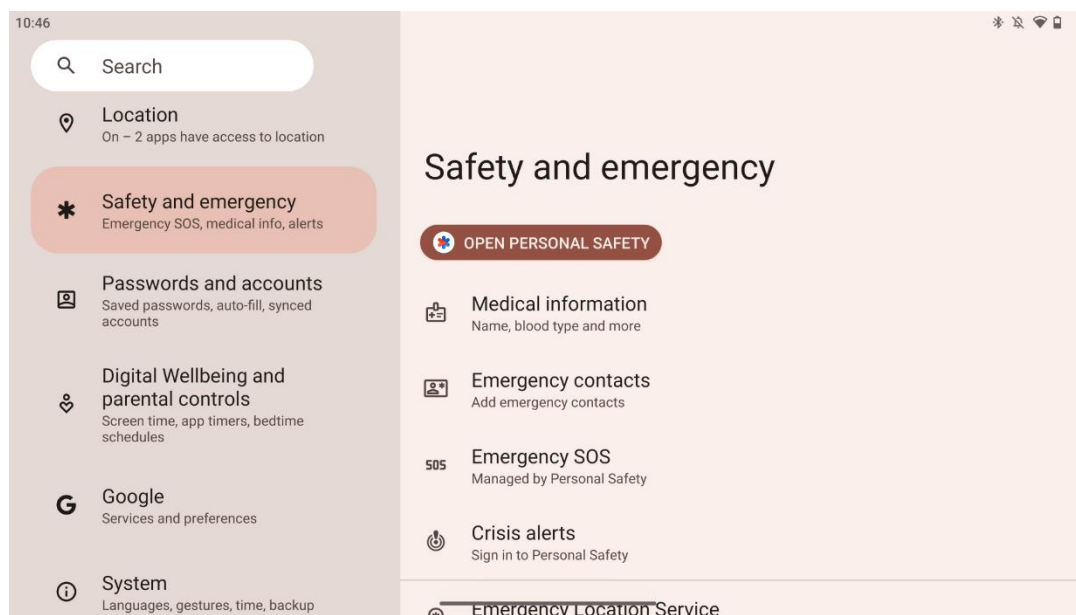 10:46
Search
Location
On – 2 apps have access to location
Safety and emergency
Emergency SOS, medical info, alerts
Passwords and accounts
Saved passwords, auto-fill, synced
accounts
Digital Wellbeing and
parental controls
Screen time, app timers, bedtime
schedules
G
Google
Services and preferences
System
Languages, gestures, time, backup
Safety and emergency
OPEN PERSONAL SAFETY
Medical information
Name, blood type and more
Emergency contacts
Add emergency contacts
SOS
Emergency SOS
Managed by Personal Safety
Crisis alerts
Sign in to Personal Safety
Emergency Location Service